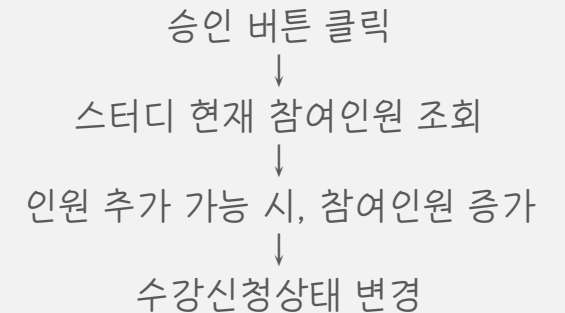 승인 버튼 클릭
↓
스터디 현재 참여인원 조회
↓
인원 추가 가능 시, 참여인원 증가
↓
수강신청상태 변경